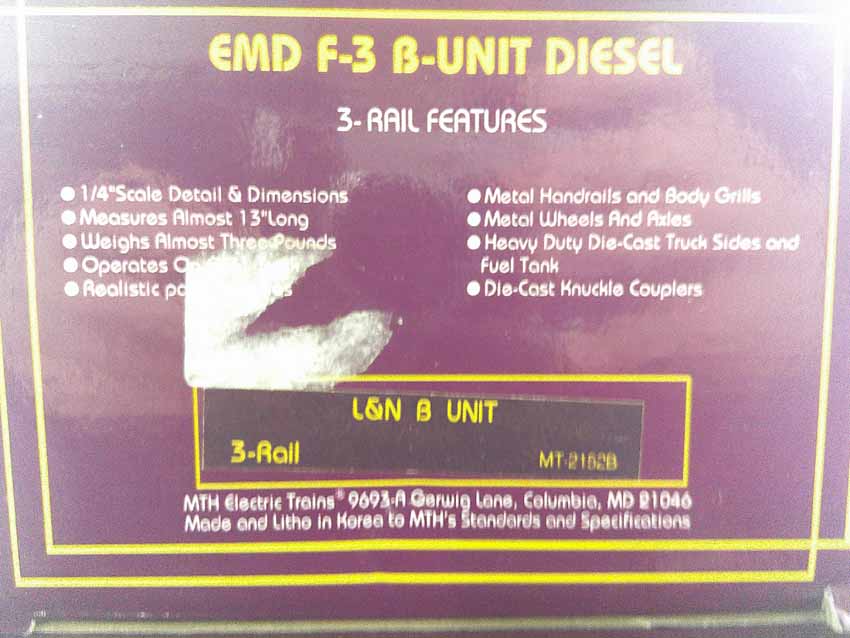 EMD F-3 B-UNIT DIESEL
3-RAIL FEATURES
● 1/4"Scale Detail & Dimensions
● Measures Almost 13"Long
● Weighs Almost Three Pounds
● Operates
● Realistic
● Metal Handrails and Body Grills
● Metal Wheels And Axles
● Heavy Duty Die-Cast Truck Sides and
Fuel Tank
● Die-Cast Knuckle Couplers
L&N B UNIT
3-Rail
MT-2152B
MTH Electric Trains® 9693-A Gerwig Lane, Columbia, MD 21046
Made and Litho in Korea to MTH's Standards and Specifications